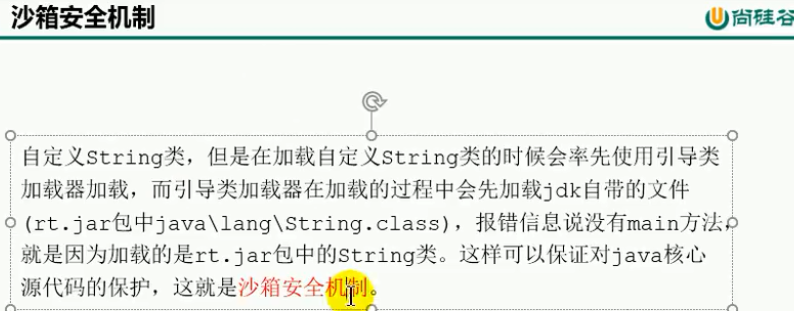 沙箱安全机制
尚硅谷
自定义String类，但是在加载自定义String类的时候会率先使用引导类
加载器加载，而引导类加载器在加载的过程中会先加载jdk自带的文件
(rt.jar包中java\lang\String.class)，报错信息说没有main方法，
就是因为加载的是rt.jar包中的String类。这样可以保证对java核心
源代码的保护，这就是沙箱安全机制。